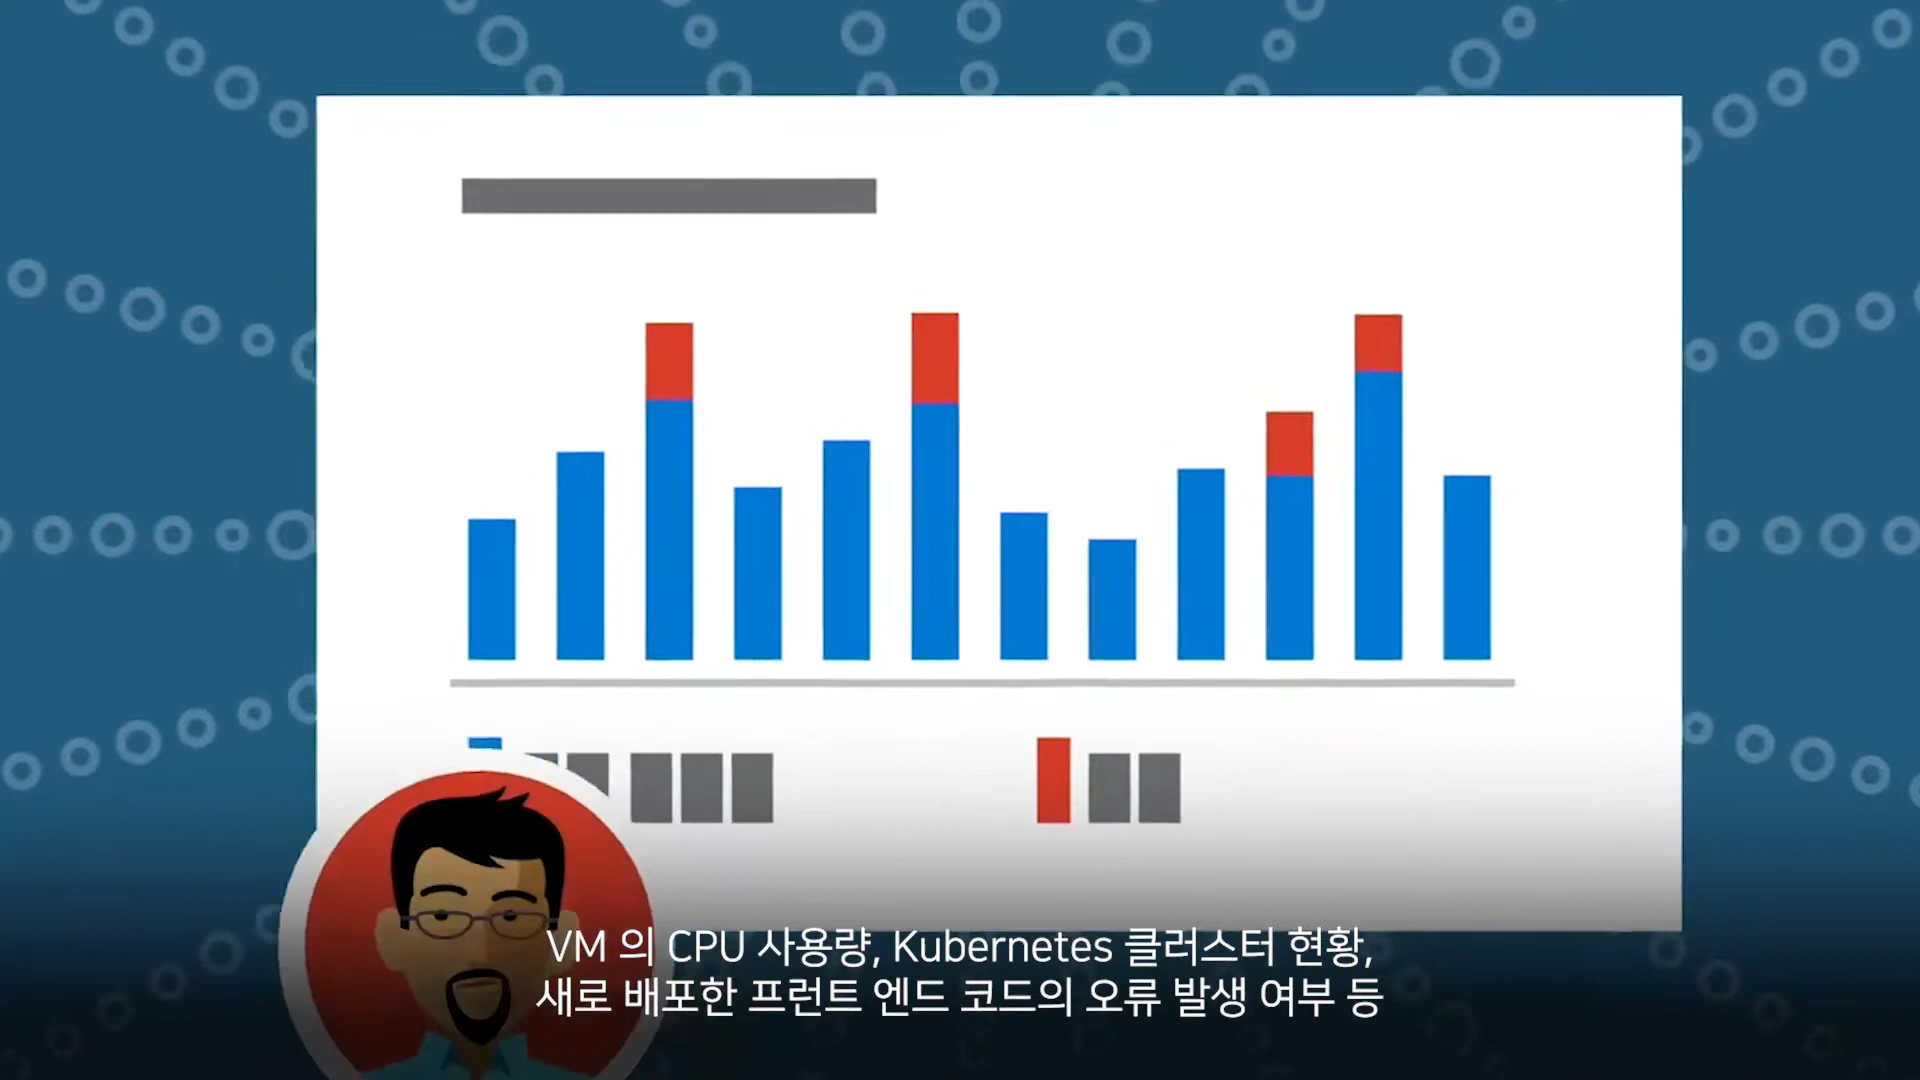 VM 의 CPU 사용량, Kubernetes 클러스터 현황,
새로 배포한 프런트 엔드 코드의 오류 발생 여부 등